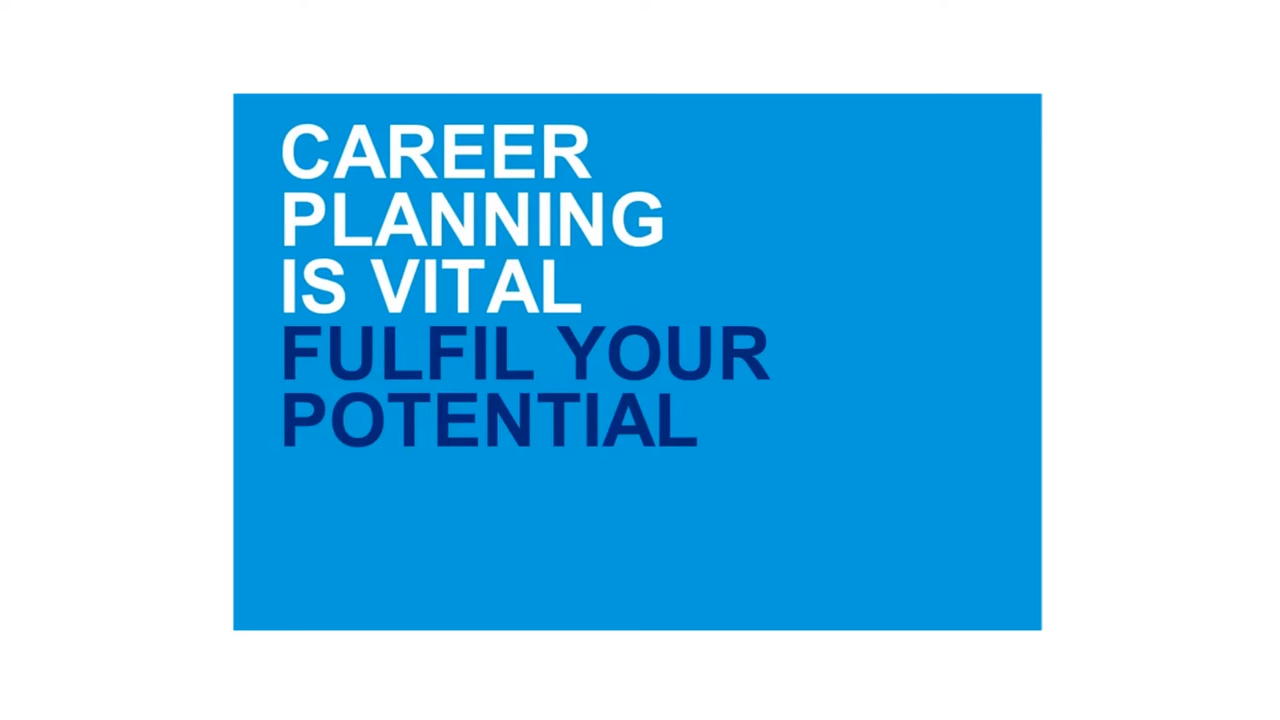 CAREER
PLANNING
IS VITAL
FULFIL YOUR
POTENTIAL